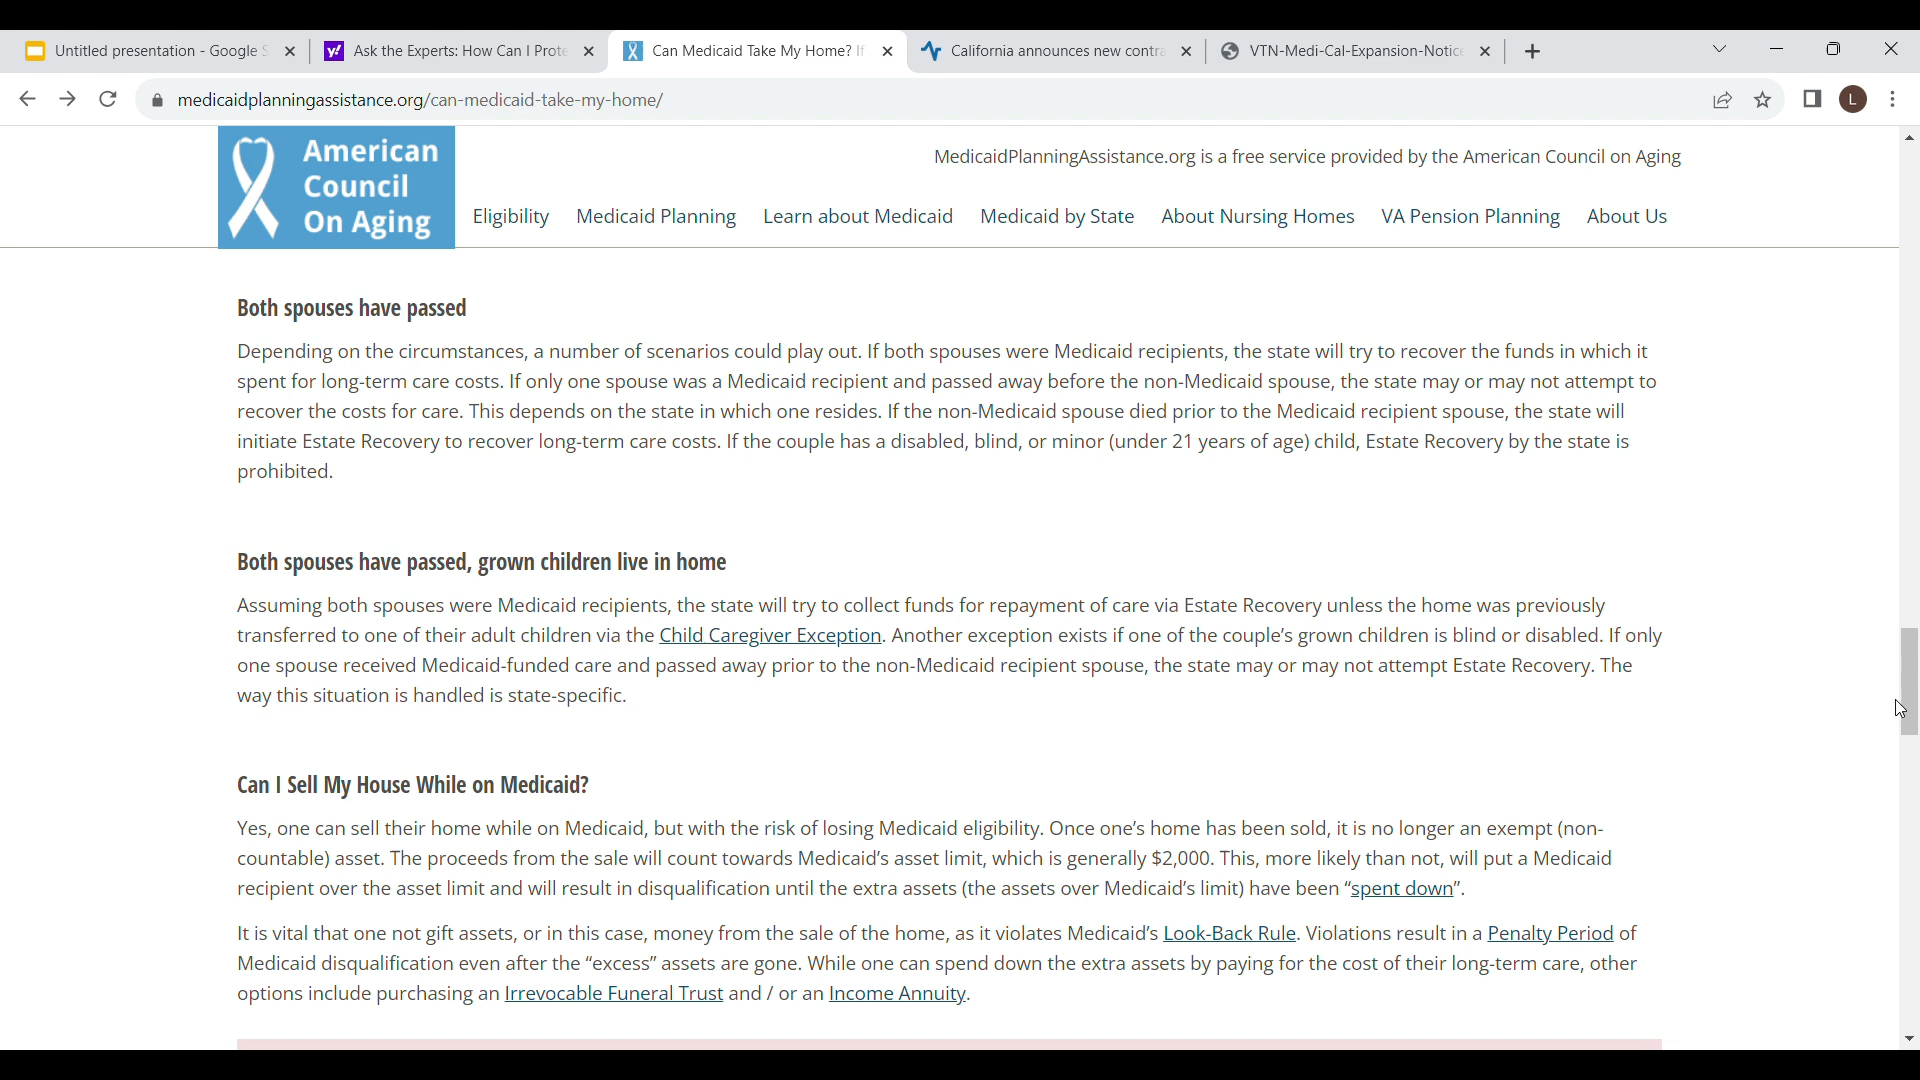 Untitled presentation - Google S
Ask the Experts: How Can I Prote
Can Medicaid Take My Home? If
California announces new contra
VTN-Medi-Cal-Expansion-Notice
medicaidplanningassistance.org/can-medicaid-take-my-home/
L
American
Council
On Aging
MedicaidPlanningAssistance.org is a free service provided by the American Council on Aging
Eligibility Medicaid Planning Learn about Medicaid Medicaid by State About Nursing Homes VA Pension Planning About Us
Both spouses have passed
Depending on the circumstances, a number of scenarios could play out. If both spouses were Medicaid recipients, the state will try to recover the funds in which it
spent for long-term care costs. If only one spouse was a Medicaid recipient and passed away before the non-Medicaid spouse, the state may or may not attempt to
recover the costs for care. This depends on the state in which one resides. If the non-Medicaid spouse died prior to the Medicaid recipient spouse, the state will
initiate Estate Recovery to recover long-term care costs. If the couple has a disabled, blind, or minor (under 21 years of age) child, Estate Recovery by the state is
prohibited.
Both spouses have passed, grown children live in home
Assuming both spouses were Medicaid recipients, the state will try to collect funds for repayment of care via Estate Recovery unless the home was previously
transferred to one of their adult children via the Child Caregiver Exception. Another exception exists if one of the couple's grown children is blind or disabled. If only
one spouse received Medicaid-funded care and passed away prior to the non-Medicaid recipient spouse, the state may or may not attempt Estate Recovery. The
way this situation is handled is state-specific.
Can I Sell My House While on Medicaid?
Yes, one can sell their home while on Medicaid, but with the risk of losing Medicaid eligibility. Once one's home has been sold, it is no longer an exempt (non-
countable) asset. The proceeds from the sale will count towards Medicaid's asset limit, which is generally $2,000. This, more likely than not, will put a Medicaid
recipient over the asset limit and will result in disqualification until the extra assets (the assets over Medicaid's limit) have been “spent down”.
It is vital that one not gift assets, or in this case, money from the sale of the home, as it violates Medicaid's Look-Back Rule. Violations result in a Penalty Period of
Medicaid disqualification even after the “excess” assets are gone. While one can spend down the extra assets by paying for the cost of their long-term care, other
options include purchasing an Irrevocable Funeral Trust and / or an Income Annuity.